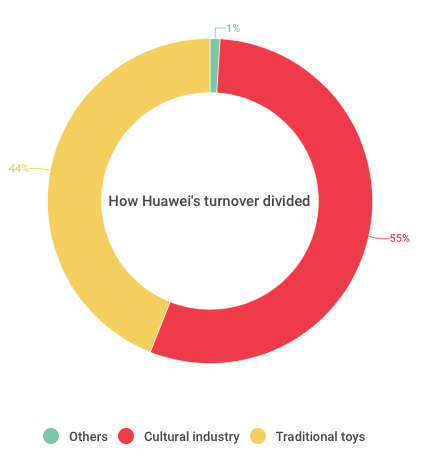 1%
44%
How Huawei's turnover divided
55%
Others Cultural industry Traditional toys